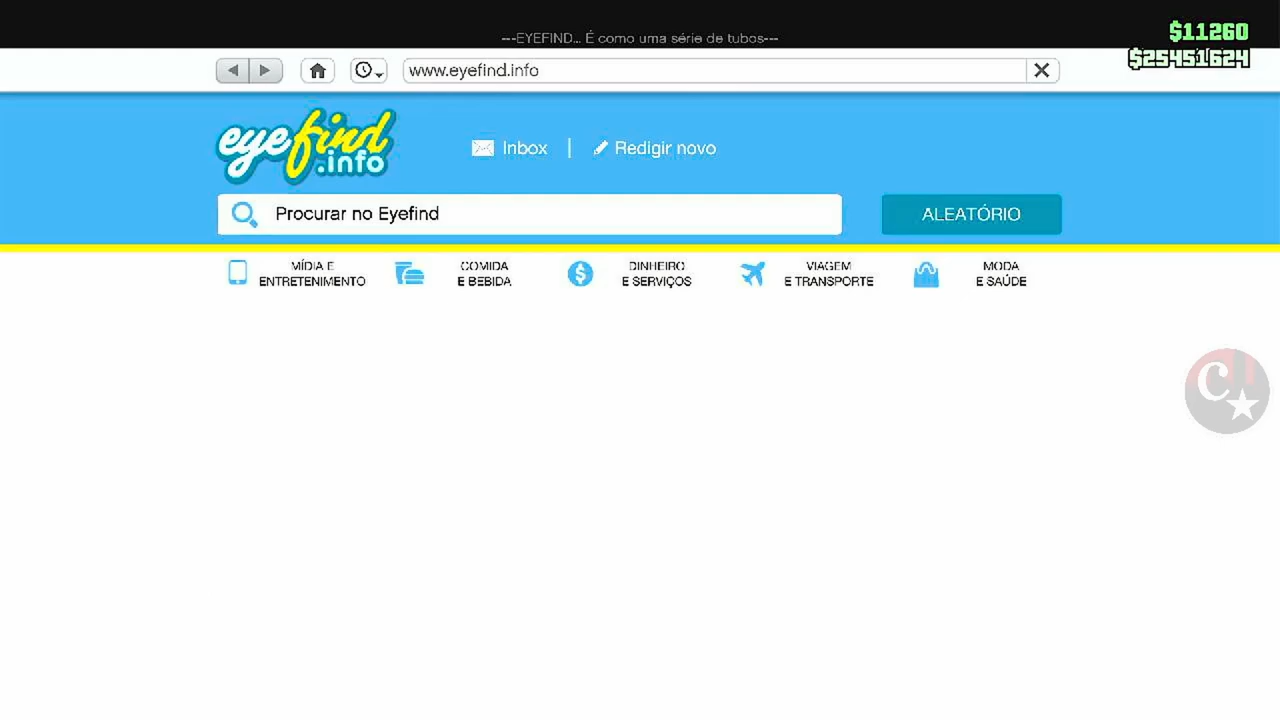 ---EYEFIND... É como uma série de tubos---
$11260
$25451624
www.eyefind.info
eyefind
.info
Inbox | Redigir novo
Procurar no Eyefind
ALEATÓRIO
MÍDIA E
ENTRETENIMENTO
COMIDA
E BEBIDA
DINHEIRO
E SERVIÇOS
VIAGEM
E TRANSPORTE
MODA
E SAÚDE
C